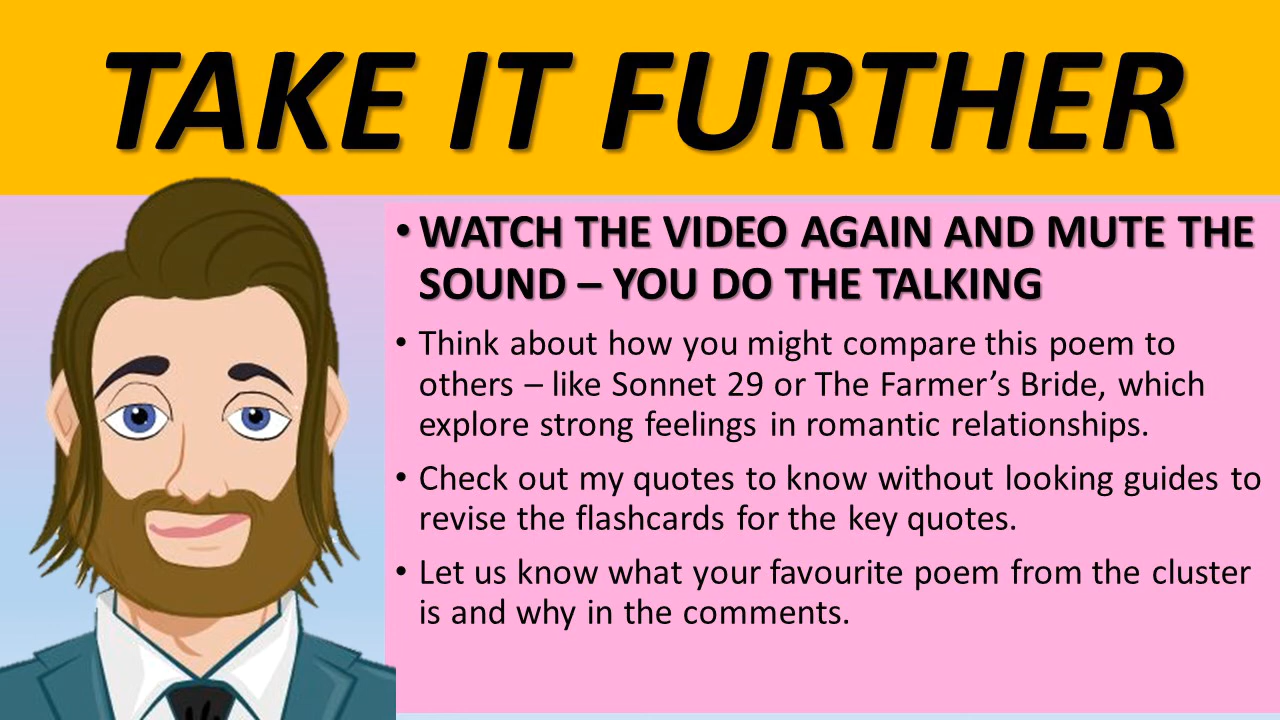 TAKE IT FURTHER
• WATCH THE VIDEO AGAIN AND MUTE THE
SOUND – YOU DO THE TALKING
• Think about how you might compare this poem to
others – like Sonnet 29 or The Farmer’s Bride, which
explore strong feelings in romantic relationships.
• Check out my quotes to know without looking guides to
revise the flashcards for the key quotes.
• Let us know what your favourite poem from the cluster
is and why in the comments.